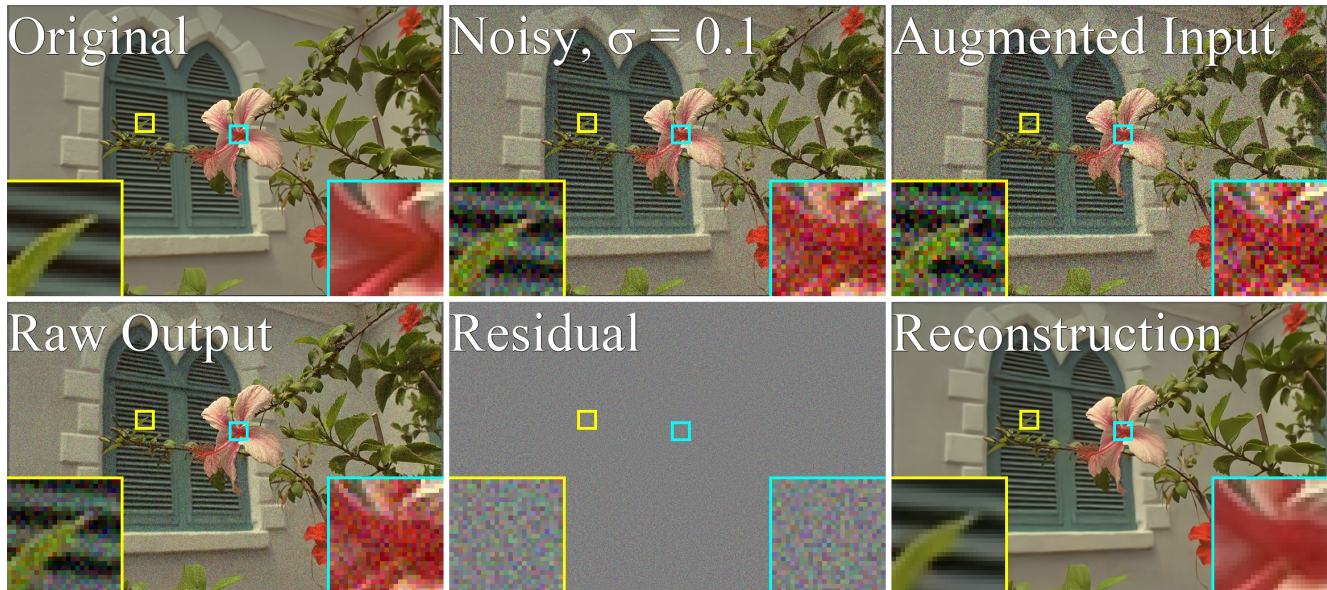 Original
Noisy, σ = 0.1
Augmented Input
Raw Output
Residual
Reconstruction